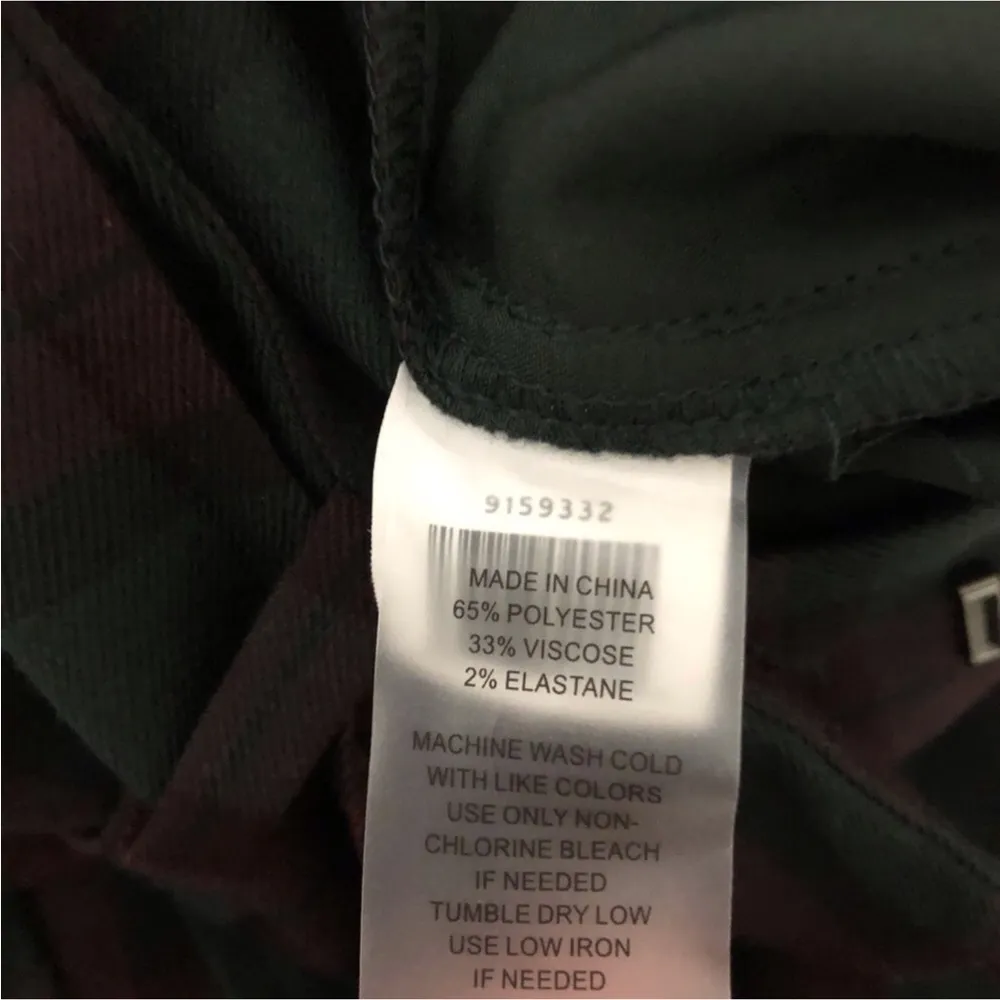 9159332
MADE IN CHINA
65% POLYESTER
33% VISCOSE
2% ELASTANE
MACHINE WASH COLD
WITH LIKE COLORS
USE ONLY NON-
CHLORINE BLEACH
IF NEEDED
TUMBLE DRY LOW
USE LOW IRON
IF NEEDED